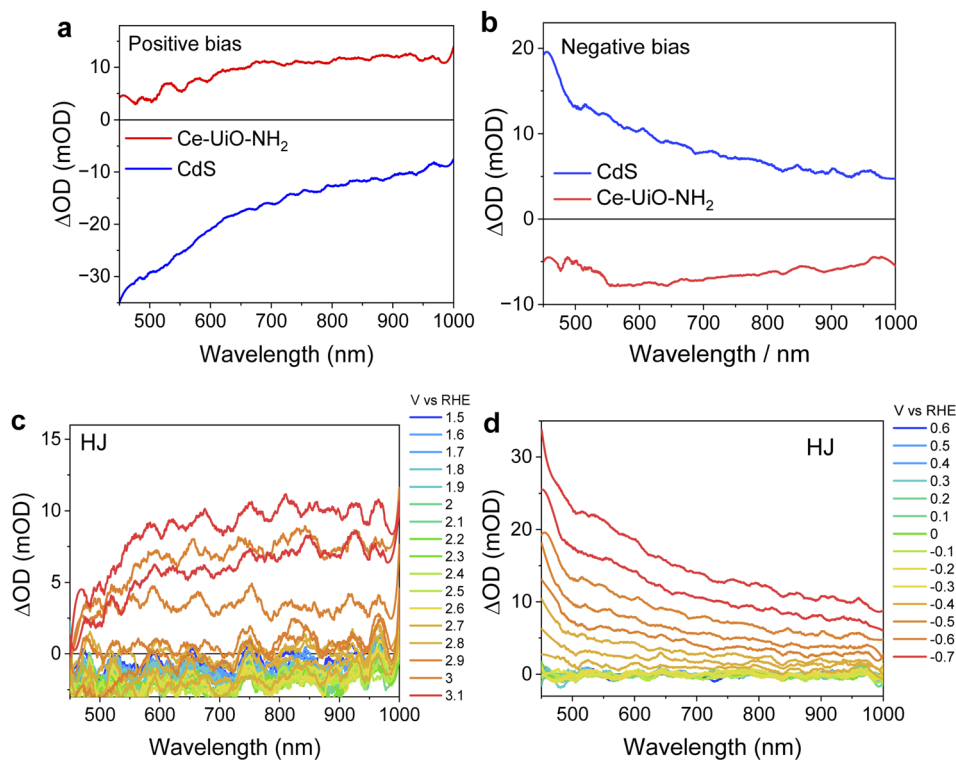 a
Positive bias
ΔOD (mOD)
10
0
−10
−20
−30
Ce-UiO-NH₂
CdS
500 600 700 800 900 1000
Wavelength (nm)
b
Negative bias
ΔOD (mOD)
20
10
0
−10
CdS
Ce-UiO-NH₂
500 600 700 800 900 1000
Wavelength / nm
c
HJ
ΔOD (mOD)
15
10
5
0
500 600 700 800 900 1000
Wavelength (nm)
V vs RHE
1.5
1.6
1.7
1.8
1.9
2
2.1
2.2
2.3
2.4
2.5
2.6
2.7
2.8
2.9
3
3.1
d
HJ
ΔOD (mOD)
30
20
10
0
500 600 700 800 900 1000
Wavelength (nm)
V vs RHE
0.6
0.5
0.4
0.3
0.2
0.1
0
-0.1
-0.2
-0.3
-0.4
-0.5
-0.6
-0.7